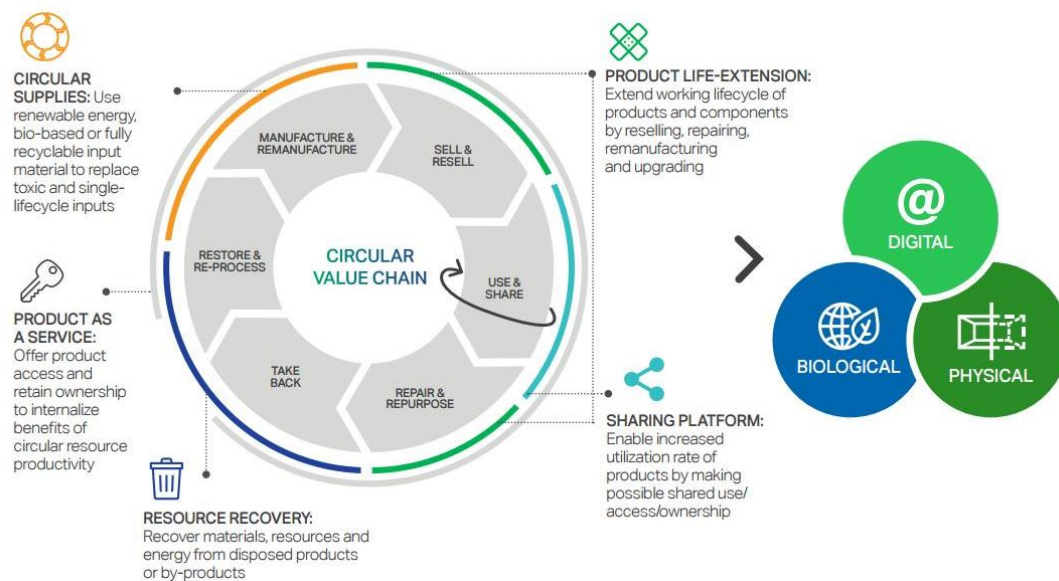 CIRCULAR
SUPPLIES: Use
renewable energy,
bio-based or fully
recyclable input
material to replace
toxic and single-
lifecycle inputs
PRODUCT AS
A SERVICE:
Offer product
access and
retain ownership
to internalize
benefits of
circular resource
productivity
RESOURCE RECOVERY:
Recover materials, resources and
energy from disposed products
or by-products
MANUFACTURE &
REMANUFACTURE
SELL &
RESELL
RESTORE &
RE-PROCESS
CIRCULAR
VALUE CHAIN
USE &
SHARE
TAKE
BACK
REPAIR &
REPURPOSE
PRODUCT LIFE-EXTENSION:
Extend working lifecycle of
products and components
by reselling, repairing,
remanufacturing
and upgrading
SHARING PLATFORM:
Enable increased
utilization rate of
products by making
possible shared use/
access/ownership
@
DIGITAL
BIOLOGICAL
PHYSICAL